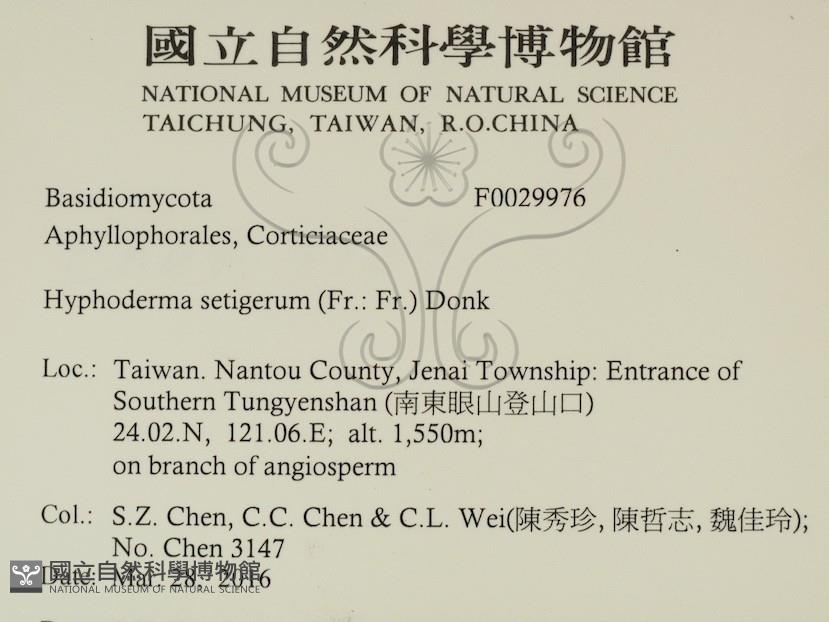 國立自然科學博物館
NATIONAL MUSEUM OF NATURAL SCIENCE
TAICHUNG, TAIWAN, R.O.CHINA
Basidiomycota F0029976
Aphyllophorales, Corticiaceae
Hyphoderma setigerum (Fr.: Fr.) Donk
Loc.: Taiwan. Nantou County, Jenai Township: Entrance of
Southern Tungyenshan (南東眼山登山口)
24.02.N, 121.06.E; alt. 1,550m;
on branch of angiosperm
Col.: S.Z. Chen, C.C. Chen & C.L. Wei(陳秀珍, 陳哲志, 魏佳玲);
No. Chen 3147
Date: Mar. 28, 2016
國立自然科學博物館
NATIONAL MUSEUM OF NATURAL SCIENCE